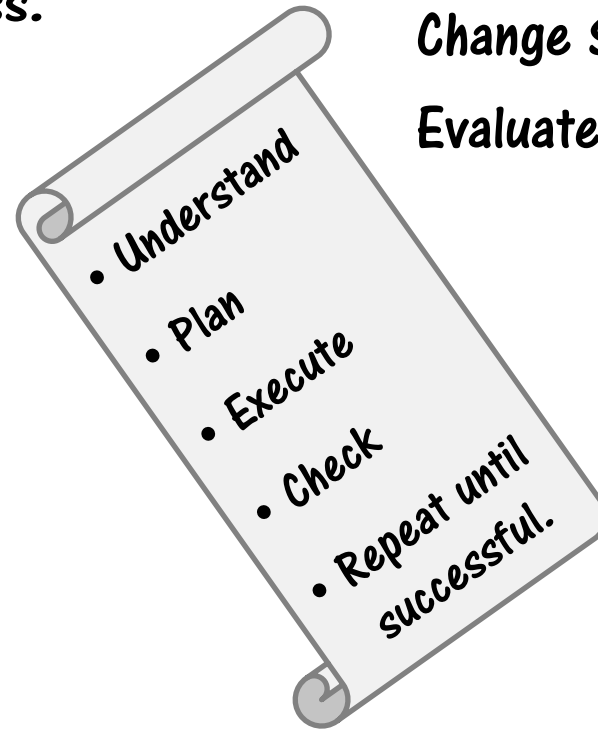 Change
Evaluate
• Understand
• Plan
• Execute
• Check
• Repeat until
successful.